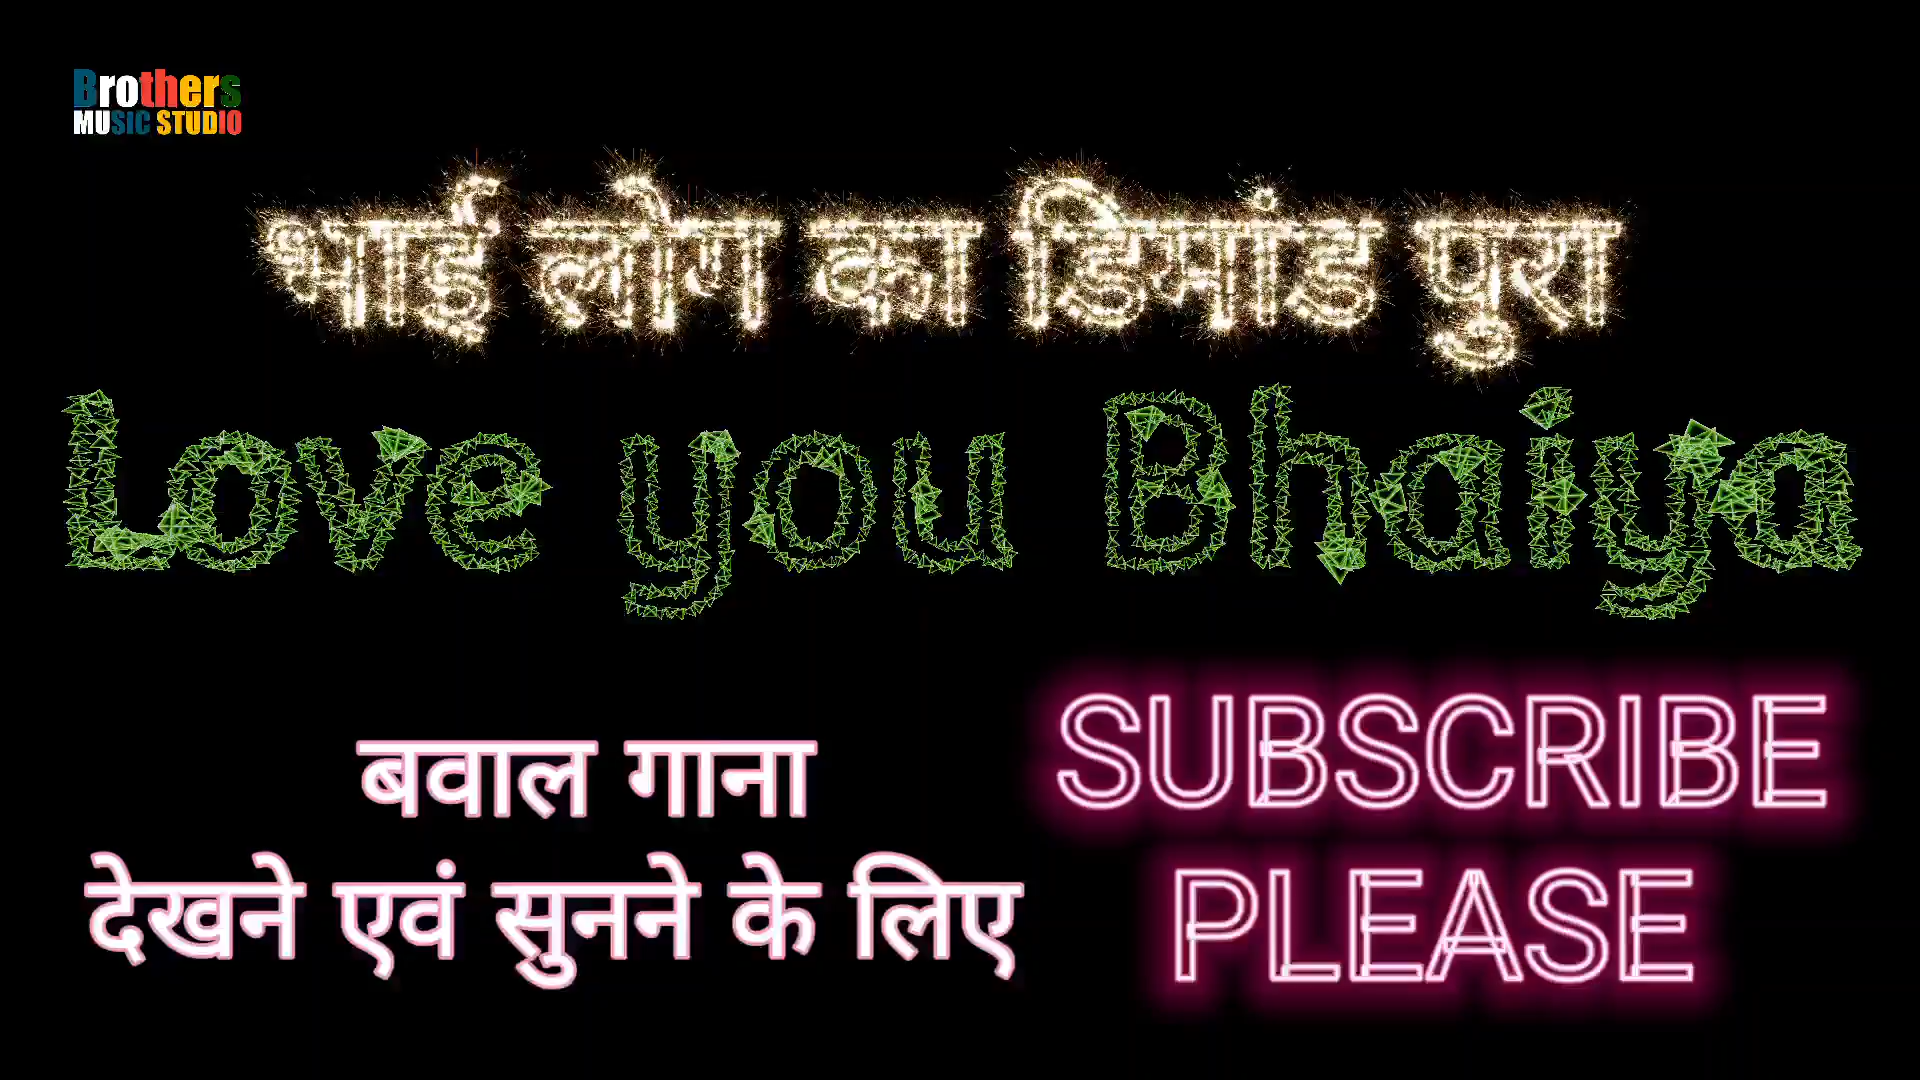 Brothers
MUSIC STUDIO
भाई लोग का डिमांड पुरा
Love you Bhaiya
बवाल गाना
देखने एवं सुनने के लिए
SUBSCRIBE
PLEASE